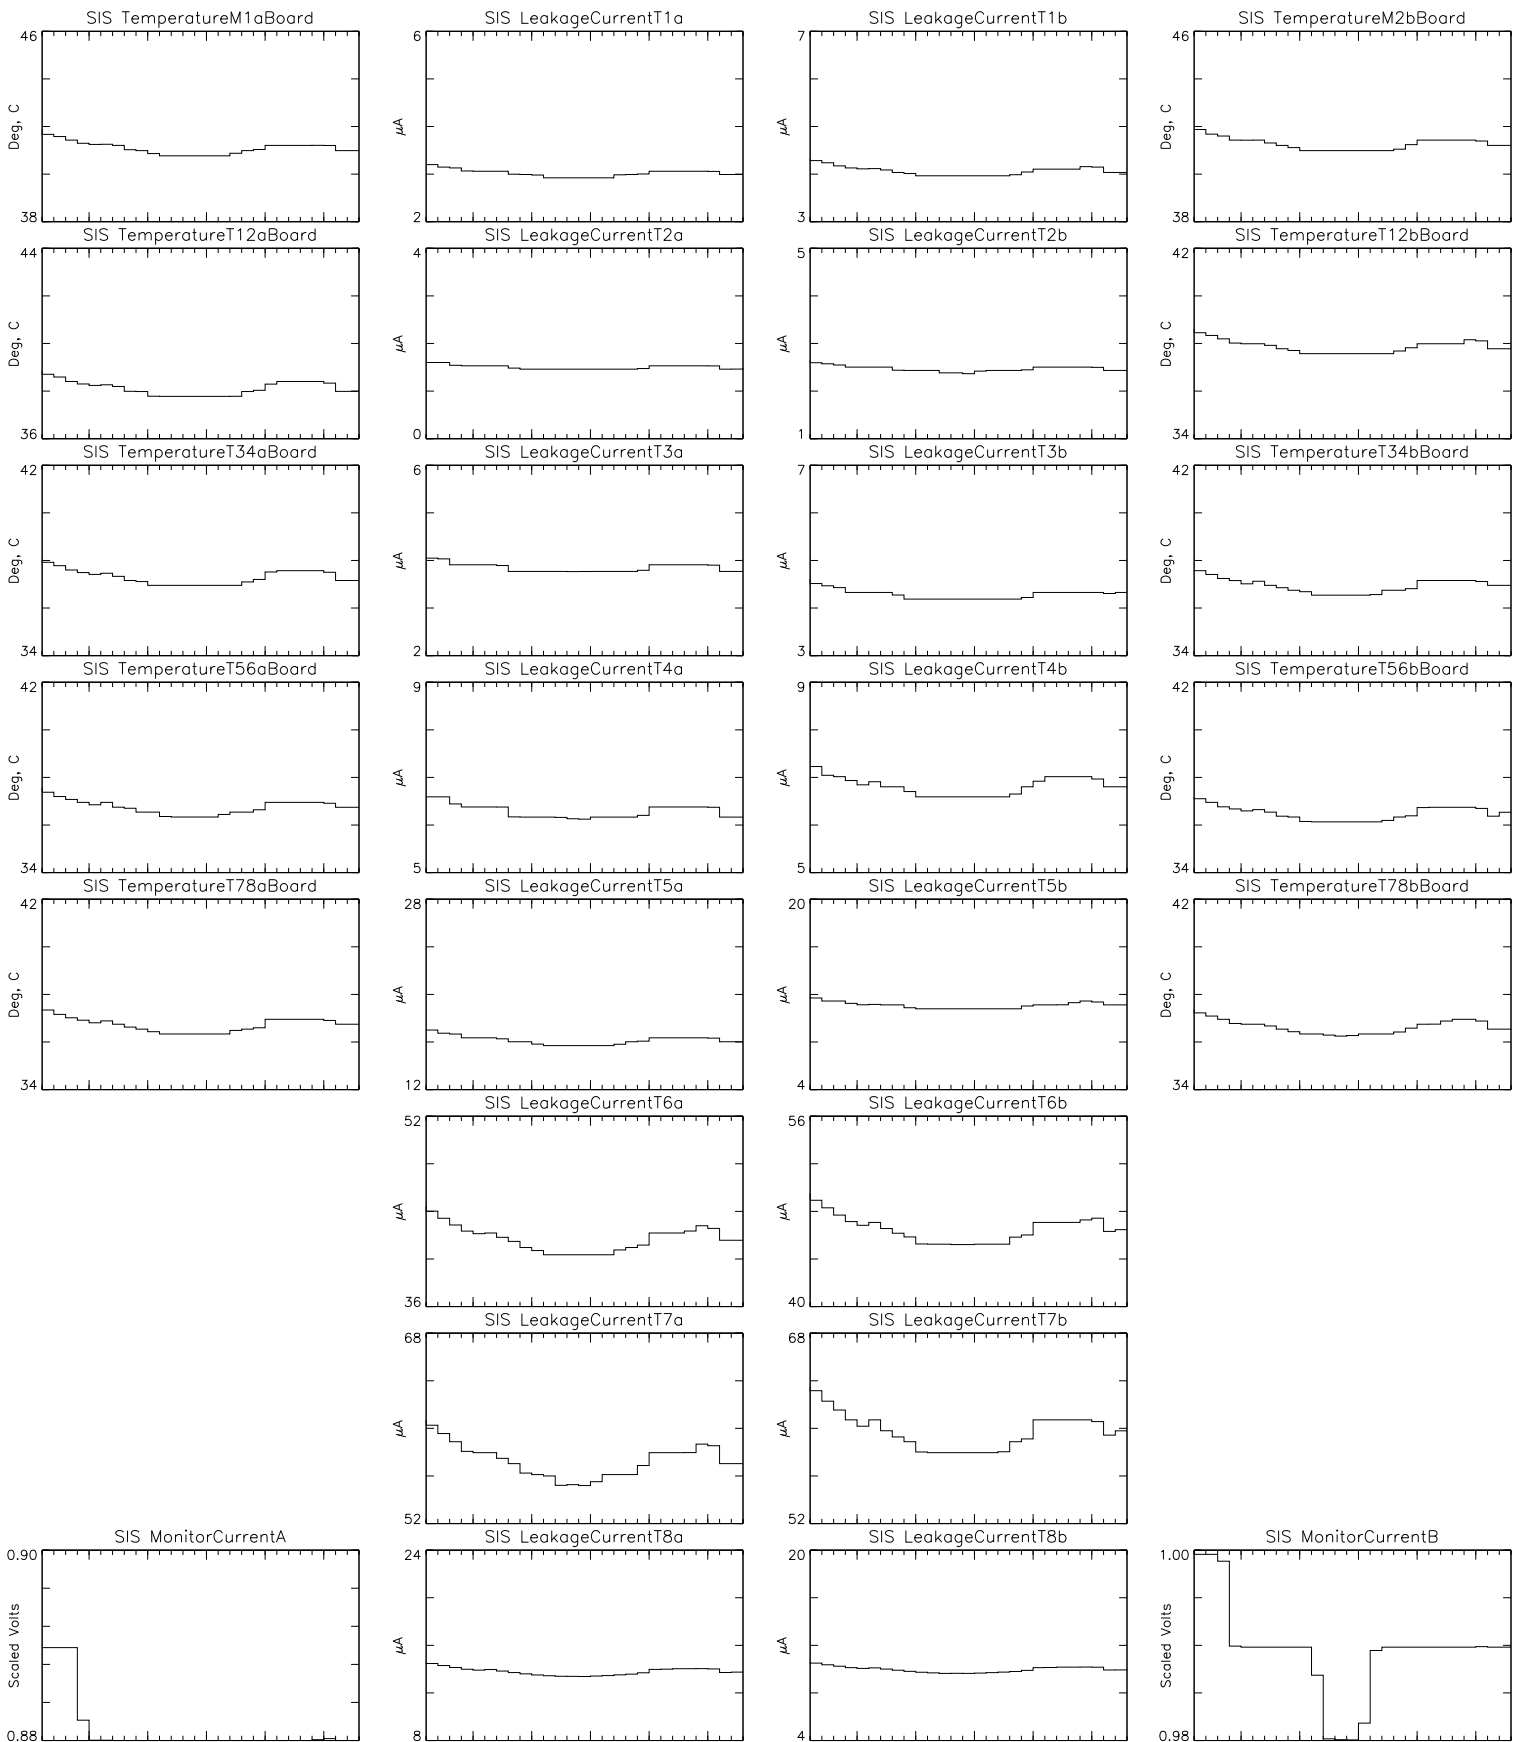 SIS TemperatureM1aBoard
46
Deg, C
38
SIS LeakageCurrentT1a
6
µA
2
SIS LeakageCurrentT1b
7
µA
3
SIS TemperatureM2bBoard
46
Deg, C
38
SIS TemperatureT12aBoard
44
Deg, C
36
SIS LeakageCurrentT2a
4
µA
0
SIS LeakageCurrentT2b
5
µA
1
SIS TemperatureT12bBoard
42
Deg, C
34
SIS TemperatureT34aBoard
42
Deg, C
34
SIS LeakageCurrentT3a
6
µA
2
SIS LeakageCurrentT3b
7
µA
3
SIS TemperatureT34bBoard
42
Deg, C
34
SIS TemperatureT56aBoard
42
Deg, C
34
SIS LeakageCurrentT4a
9
µA
5
SIS LeakageCurrentT4b
9
µA
5
SIS TemperatureT56bBoard
42
Deg, C
34
SIS TemperatureT78aBoard
42
Deg, C
34
SIS LeakageCurrentT5a
28
µA
12
SIS LeakageCurrentT5b
20
µA
4
SIS TemperatureT78bBoard
42
Deg, C
34
SIS LeakageCurrentT6a
52
µA
36
SIS LeakageCurrentT6b
56
µA
40
SIS LeakageCurrentT7a
68
µA
52
SIS LeakageCurrentT7b
68
µA
52
SIS MonitorCurrentA
0.90
Scaled Volts
0.88
SIS LeakageCurrentT8a
24
µA
8
SIS LeakageCurrentT8b
20
µA
4
SIS MonitorCurrentB
1.00
Scaled Volts
0.98